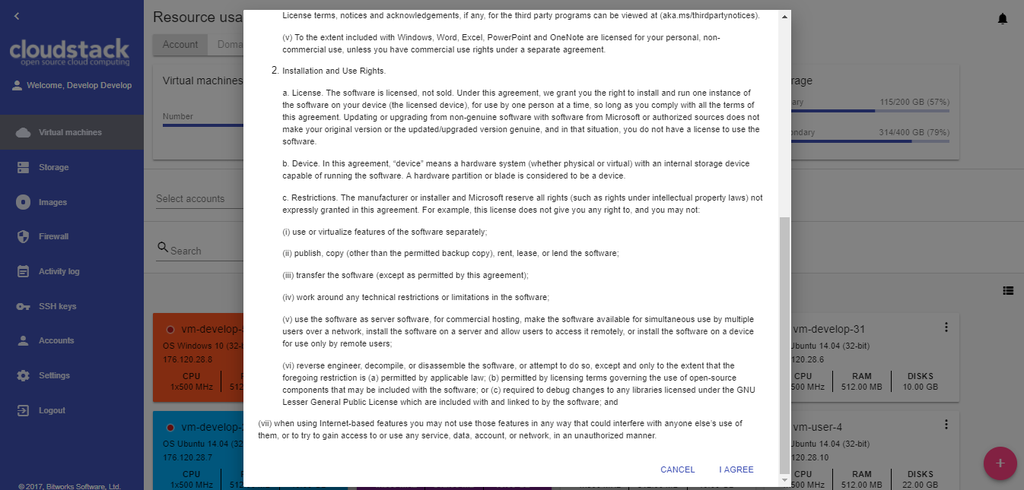 Resource usa
Account
Doma
cloudstack
open source cloud computing
Welcome, Develop Develop
Virtual machines
Storage
Images
Firewall
Activity log
SSH keys
Accounts
Settings
Logout
© 2017, Bitworks Software, Ltd.
Virtual machines
Number
Select accounts
Search
vm-develop-
OS Windows 10 (32
176.120.28.8
CPU
1x500 MHz
vm-develop-
OS Ubuntu 14.04 (32
176.120.28.
CPU
1x500 MHz
License terms, notices and acknowledgements, if any, for the third party programs can be viewed at (aka.ms/thirdpartynotices).
(v) To the extent included with Windows, Word, Excel, PowerPoint and OneNote are licensed for your personal, non-
commercial use, unless you have commercial use rights under a separate agreement.
2. Installation and Use Rights.
a. License. The software is licensed, not sold. Under this agreement, we grant you the right to install and run one instance of
the software on your device (the licensed device), for use by one person at a time, so long as you comply with all the terms of
this agreement. Updating or upgrading from non-genuine software with software from Microsoft or authorized sources does not
make your original version or the updated/upgraded version genuine, and in that situation, you do not have a license to use the
software.
b. Device. In this agreement, “device” means a hardware system (whether physical or virtual) with an internal storage device
capable of running the software. A hardware partition or blade is considered to be a device.
c. Restrictions. The manufacturer or installer and Microsoft reserve all rights (such as rights under intellectual property laws) not
expressly granted in this agreement. For example, this license does not give you any right to, and you may not:
(i) use or virtualize features of the software separately;
(ii) publish, copy (other than the permitted backup copy), rent, lease, or lend the software;
(iii) transfer the software (except as permitted by this agreement);
(iv) work around any technical restrictions or limitations in the software;
(v) use the software as server software, for commercial hosting, make the software available for simultaneous use by multiple
users over a network, install the software on a server and allow users to access it remotely, or install the software on a device
for use only by remote users;
(vi) reverse engineer, decompile, or disassemble the software, or attempt to do so, except and only to the extent that the
foregoing restriction is (a) permitted by applicable law; (b) permitted by licensing terms governing the use of open-source
components that may be included with the software; or (c) required to debug changes to any libraries licensed under the GNU
Lesser General Public License which are included with and linked to by the software; and
(vii) when using Internet-based features you may not use those features in any way that could interfere with anyone else’s use of
them, or to try to gain access to or use any service, data, account, or network, in an unauthorized manner.
CANCEL
I AGREE
rage
ary
115/200 GB (57%)
ondary
314/400 GB (79%)
vm-develop-31
Ubuntu 14.04 (32-bit)
.120.28.6
CPU RAM DISKS
500 MHz 512.00 MB 10.00 GB
vm-user-4
Ubuntu 14.04 (32-bit)
.120.28.10
CPU RAM DISKS
x500 MHz 512.00 MB 22.00 GB